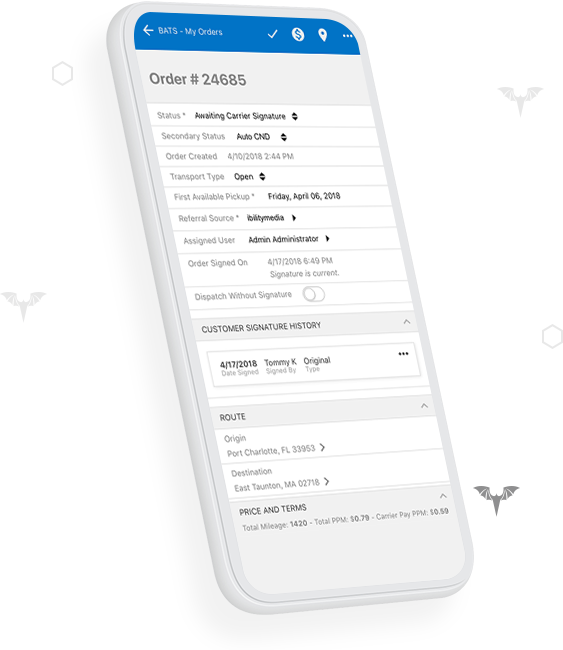 BATS - My Orders
Order # 24685
Status * Awaiting Carrier Signature
Secondary Status Auto CND
Order Created 4/10/2018 2:44 PM
Transport Type Open
First Available Pickup * Friday, April 06, 2018
Referral Source * ibilitymedia
Assigned User Admin Administrator
Order Signed On 4/17/2018 6:49 PM
Signature is current.
Dispatch Without Signature
CUSTOMER SIGNATURE HISTORY
4/17/2018 Tommy K Original
Date Signed Signed By Type
ROUTE
Origin
Port Charlotte, FL 33953
Destination
East Taunton, MA 02718
PRICE AND TERMS
Total Mileage: 1420 - Total PPM: $0.79 - Carrier Pay PPM: $0.59